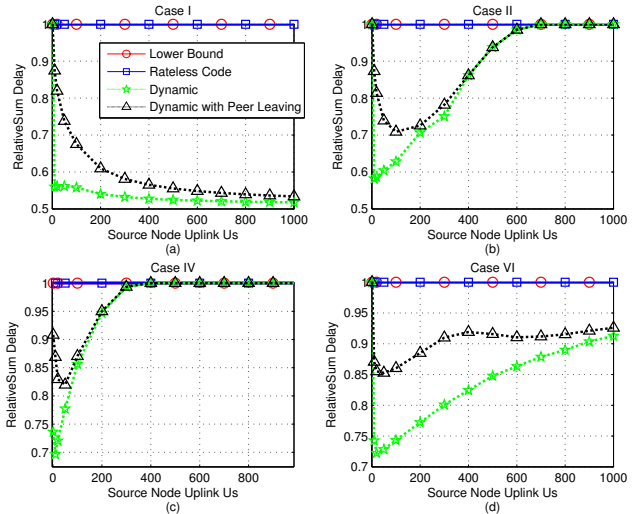 Case I
1
0.9
0.8
0.7
0.6
0.5
RelativeSum Delay
0 200 400 600 800 1000
Source Node Uplink Us
(a)
Lower Bound
Rateless Code
Dynamic
Dynamic with Peer Leaving
Case II
1
0.9
0.8
0.7
0.6
0.5
RelativeSum Delay
0 200 400 600 800 1000
Source Node Uplink Us
(b)
Case IV
1
0.95
0.9
0.85
0.8
0.75
0.7
RelativeSum Delay
0 200 400 600 800
Source Node Uplink Us
(c)
Case VI
1
0.95
0.9
0.85
0.8
0.75
0.7
RelativeSum Delay
0 200 400 600 800 1000
Source Node Uplink Us
(d)